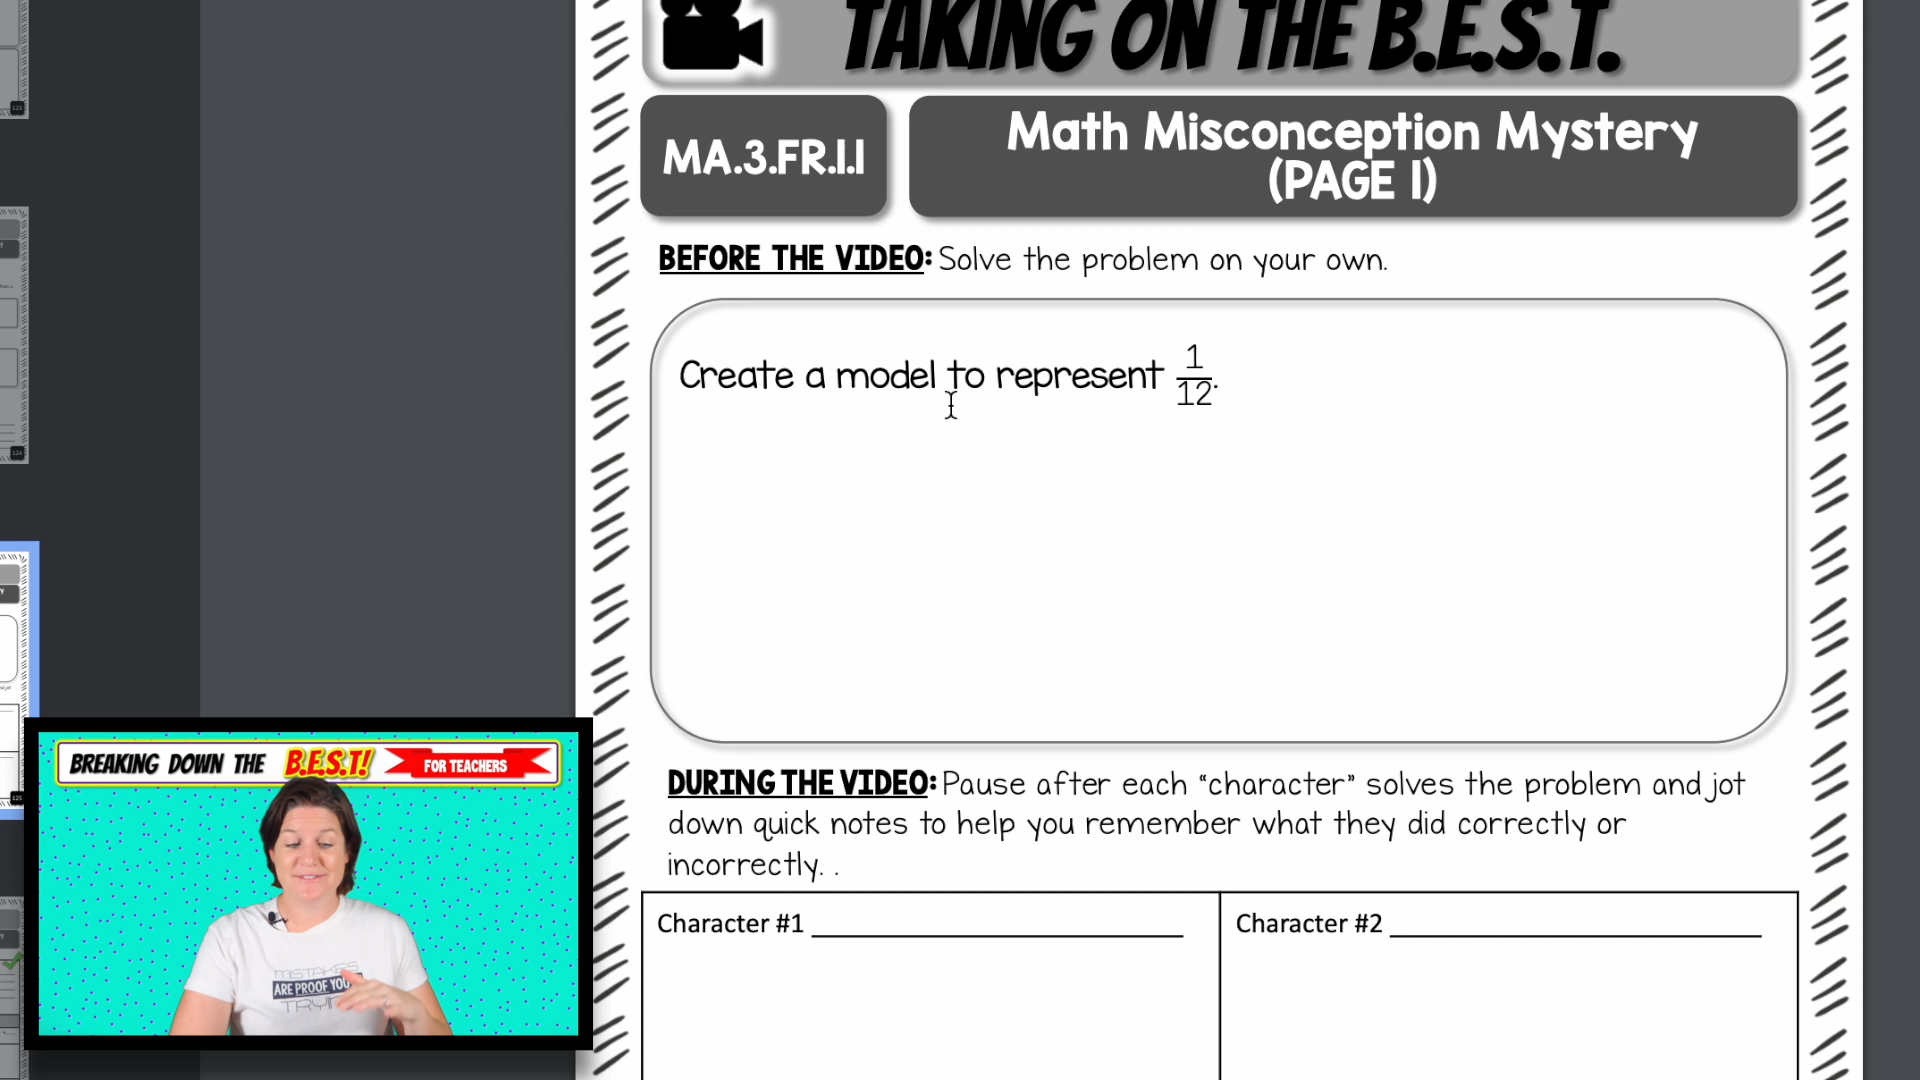 TAKING ON THE B.E.S.T.
MA.3.FR.1.1
Math Misconception Mystery
(PAGE 1)
BEFORE THE VIDEO: Solve the problem on your own.
Create a model to represent 1/12.
DURING THE VIDEO: Pause after each “character” solves the problem and jot
down quick notes to help you remember what they did correctly or
incorrectly. .
Character #1
Character #2
BREAKING DOWN THE B.E.S.T! FOR TEACHERS
MISTAKES
ARE PROOF YOU
123
124
125